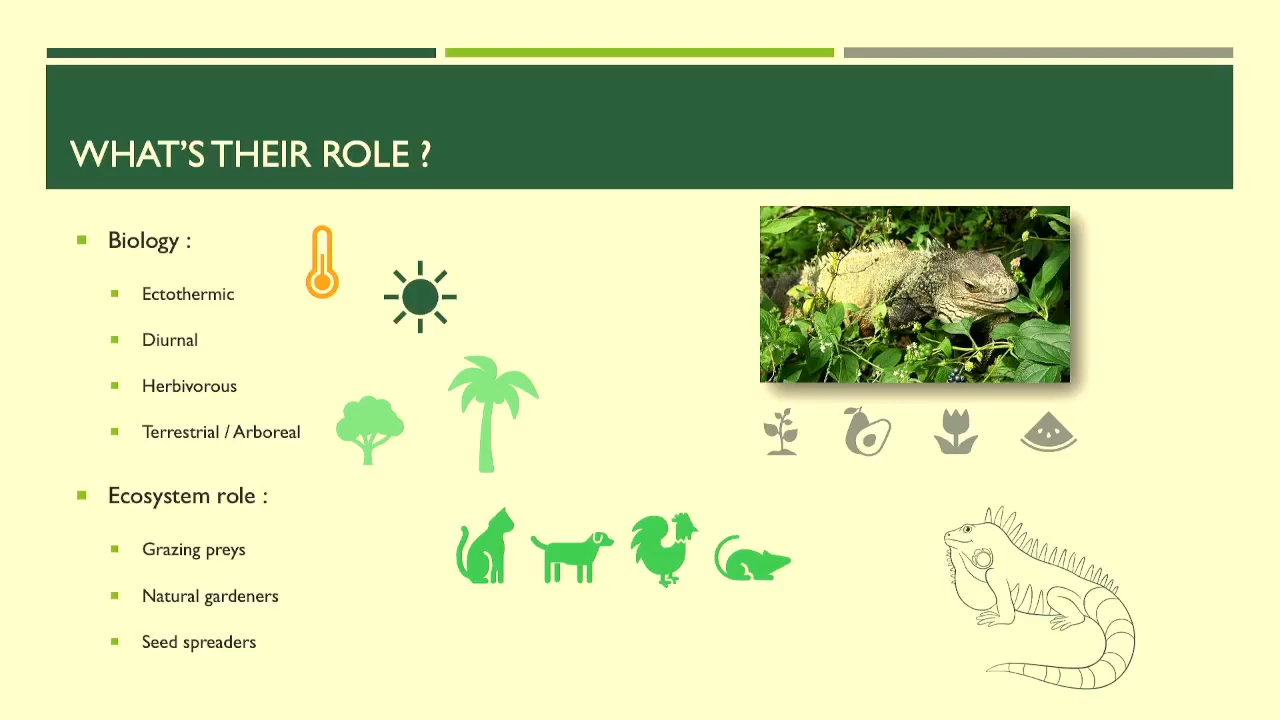 WHAT'S THEIR ROLE ?
Biology :
Ectothermic
Diurnal
Herbivorous
Terrestrial / Arboreal
Ecosystem role :
Grazing preys
Natural gardeners
Seed spreaders